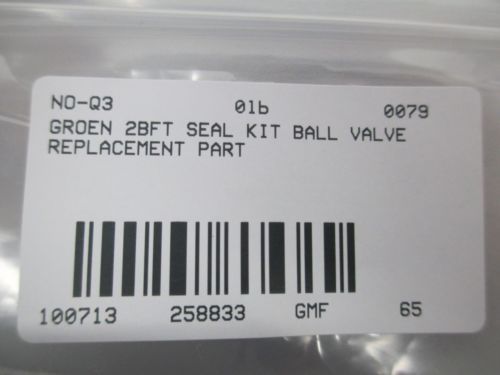 NO-Q3 01b 0079
GROEN 2BFT SEAL KIT BALL VALVE
REPLACEMENT PART
100713 258833 GMF 65